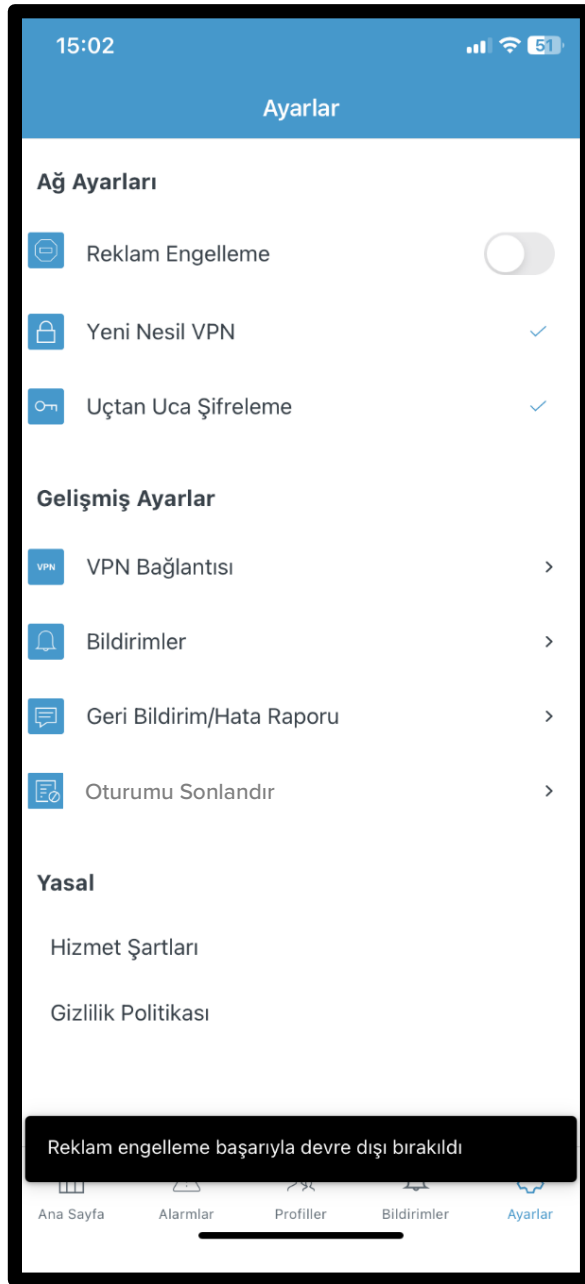 15:02
51
Ayarlar
Ağ Ayarları
Reklam Engelleme
Yeni Nesil VPN
Uçtan Uca Şifreleme
Gelişmiş Ayarlar
VPN
VPN Bağlantısı
Bildirimler
Geri Bildirim/Hata Raporu
Oturumu Sonlandır
Yasal
Hizmet Şartları
Gizlilik Politikası
Reklam engelleme başarıyla devre dışı bırakıldı
Ana Sayfa Alarmlar Profiller Bildirimler Ayarlar